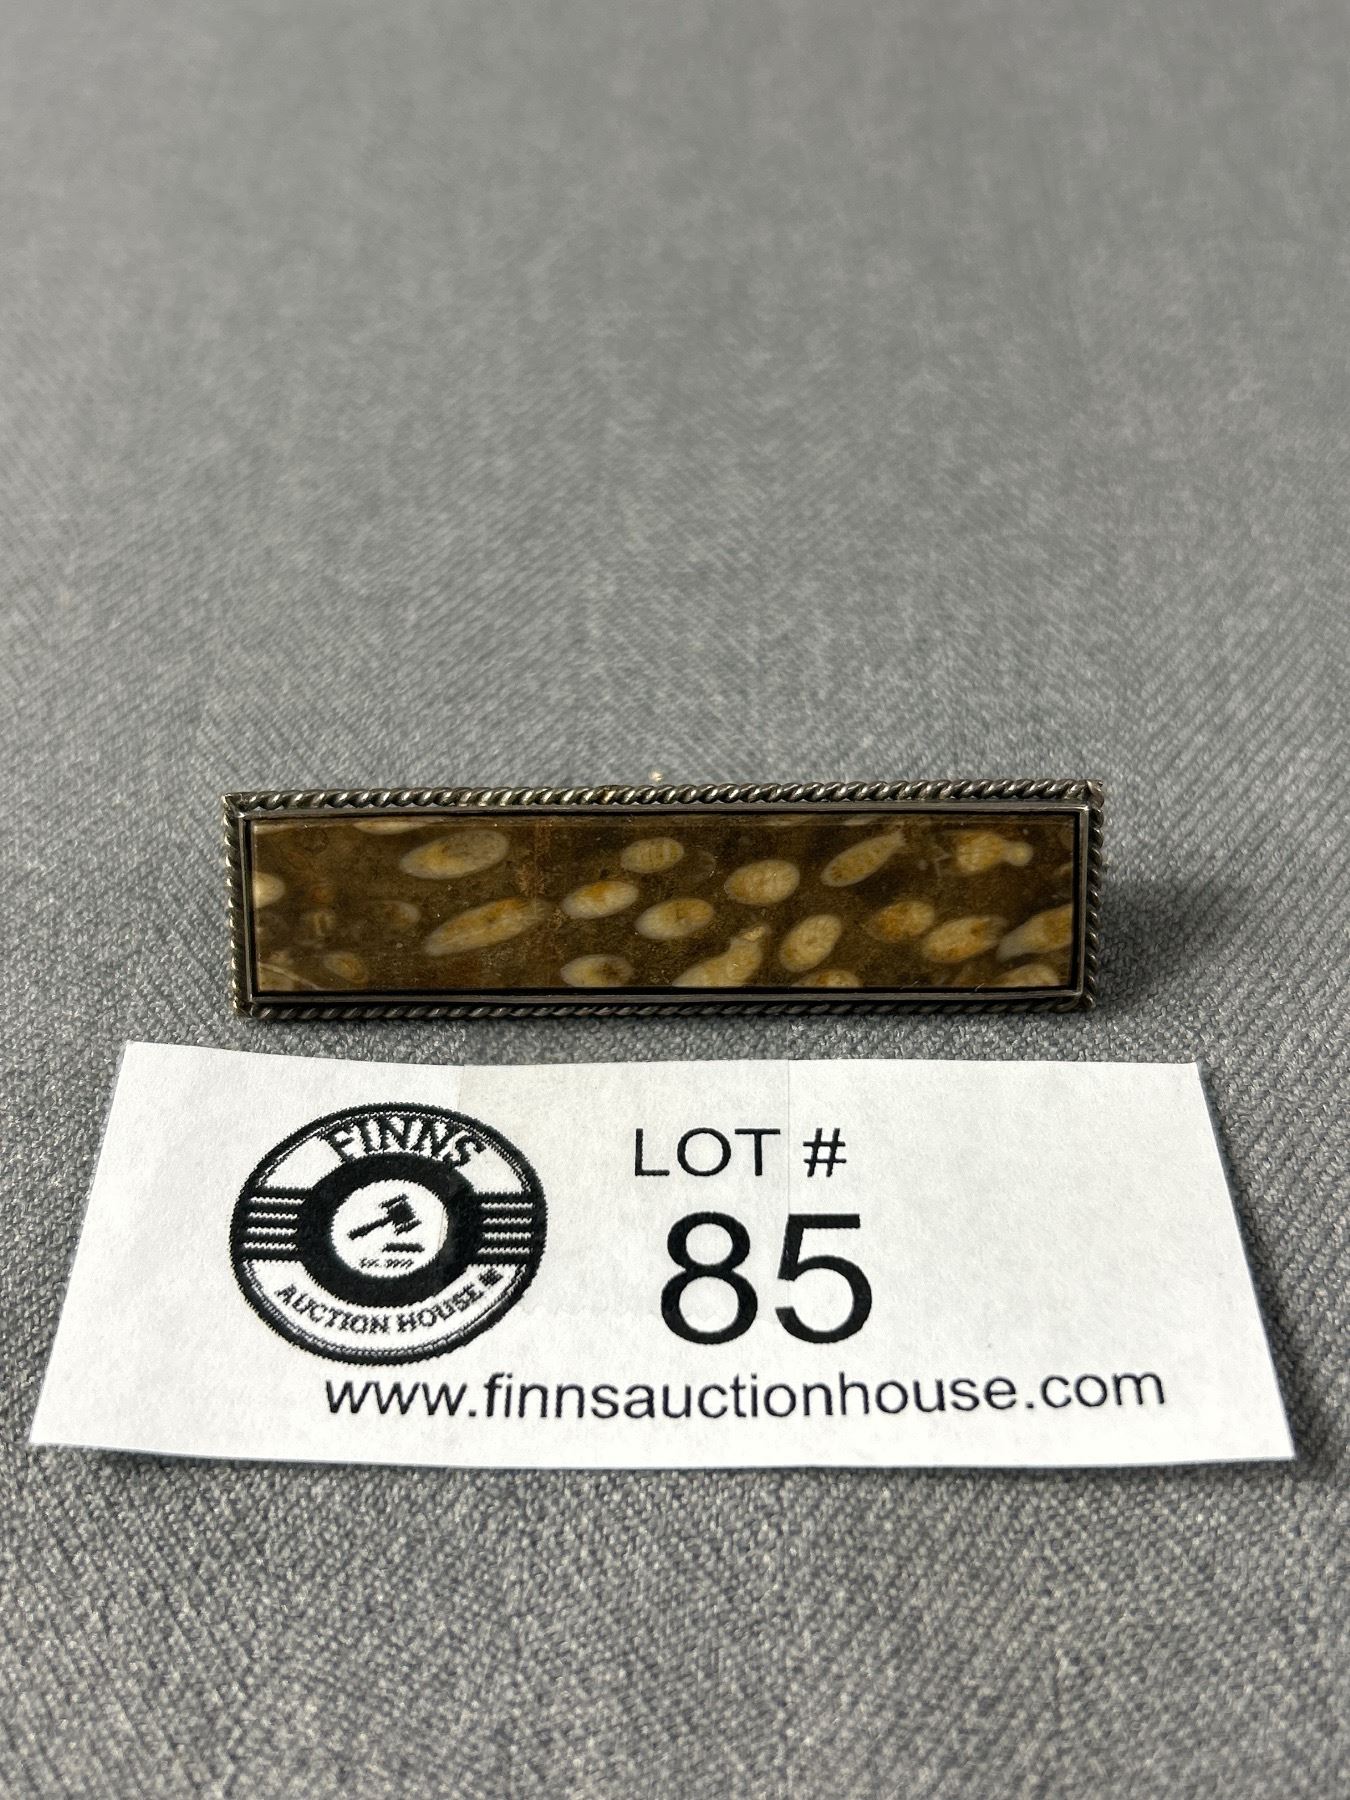 FINNS
AUCTION HOUSE
LOT #
85
www.finnsauctionhouse.com